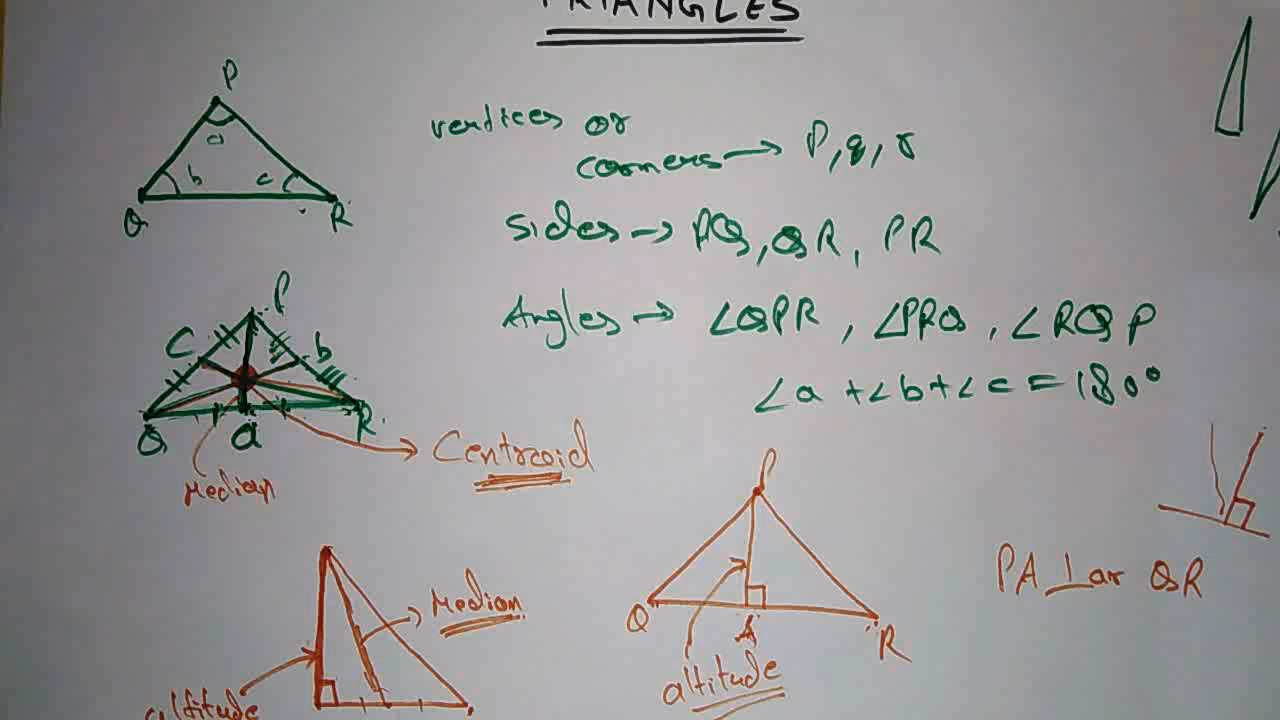 TRIANGLES
P
a
b
c
Q
R
vertices or
corners → P, q, r
Sides → PQ, QR, PR
Angles → ∠QPR, ∠PRQ, ∠RQP
∠a + ∠b + ∠c = 180°
P
C
b
Q
a
R
Median
Centroid
Median
altitude
P
Q
A
R
altitude
PA ⊥ar QR